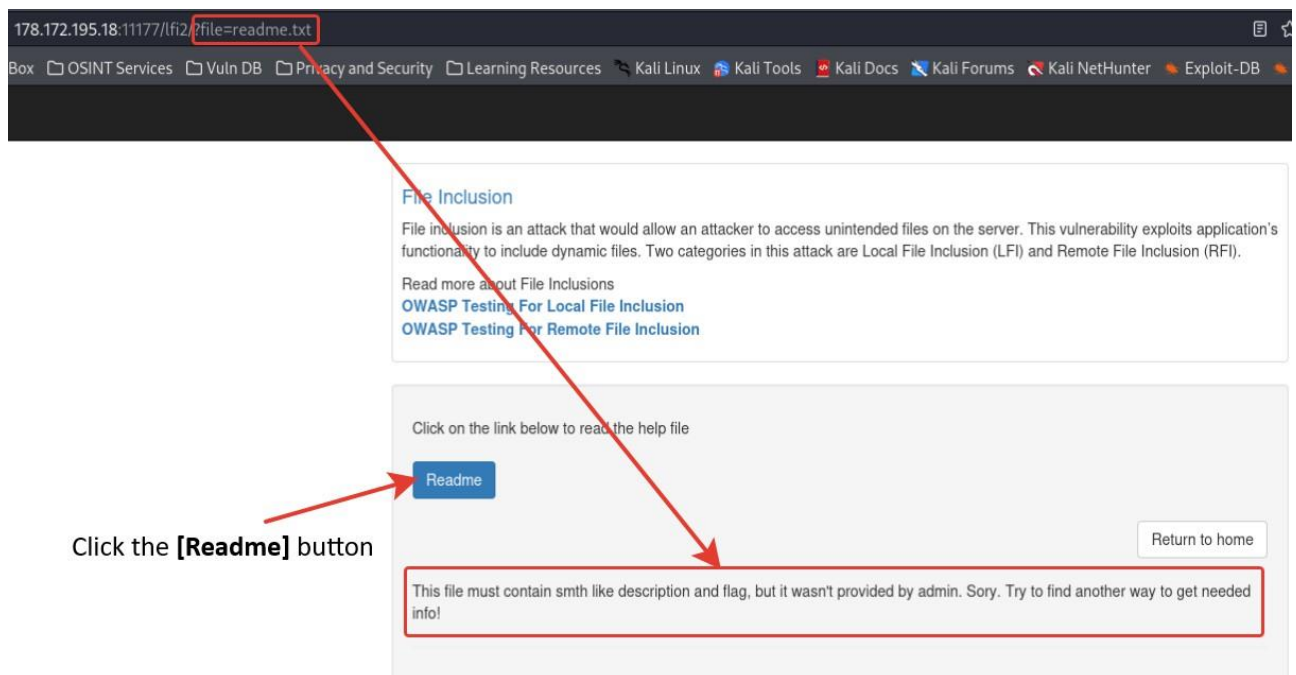 178.172.195.18:11177/lfi2/?file=readme.txt
Box OSINT Services Vuln DB Privacy and Security Learning Resources Kali Linux Kali Tools Kali Docs Kali Forums Kali NetHunter Exploit-DB
File Inclusion
File inclusion is an attack that would allow an attacker to access unintended files on the server. This vulnerability exploits application's
functionality to include dynamic files. Two categories in this attack are Local File Inclusion (LFI) and Remote File Inclusion (RFI).
Read more about File Inclusions
OWASP Testing For Local File Inclusion
OWASP Testing For Remote File Inclusion
Click on the link below to read the help file
Readme
Click the [Readme] button
Return to home
This file must contain smth like description and flag, but it wasn't provided by admin. Sory. Try to find another way to get needed
info!